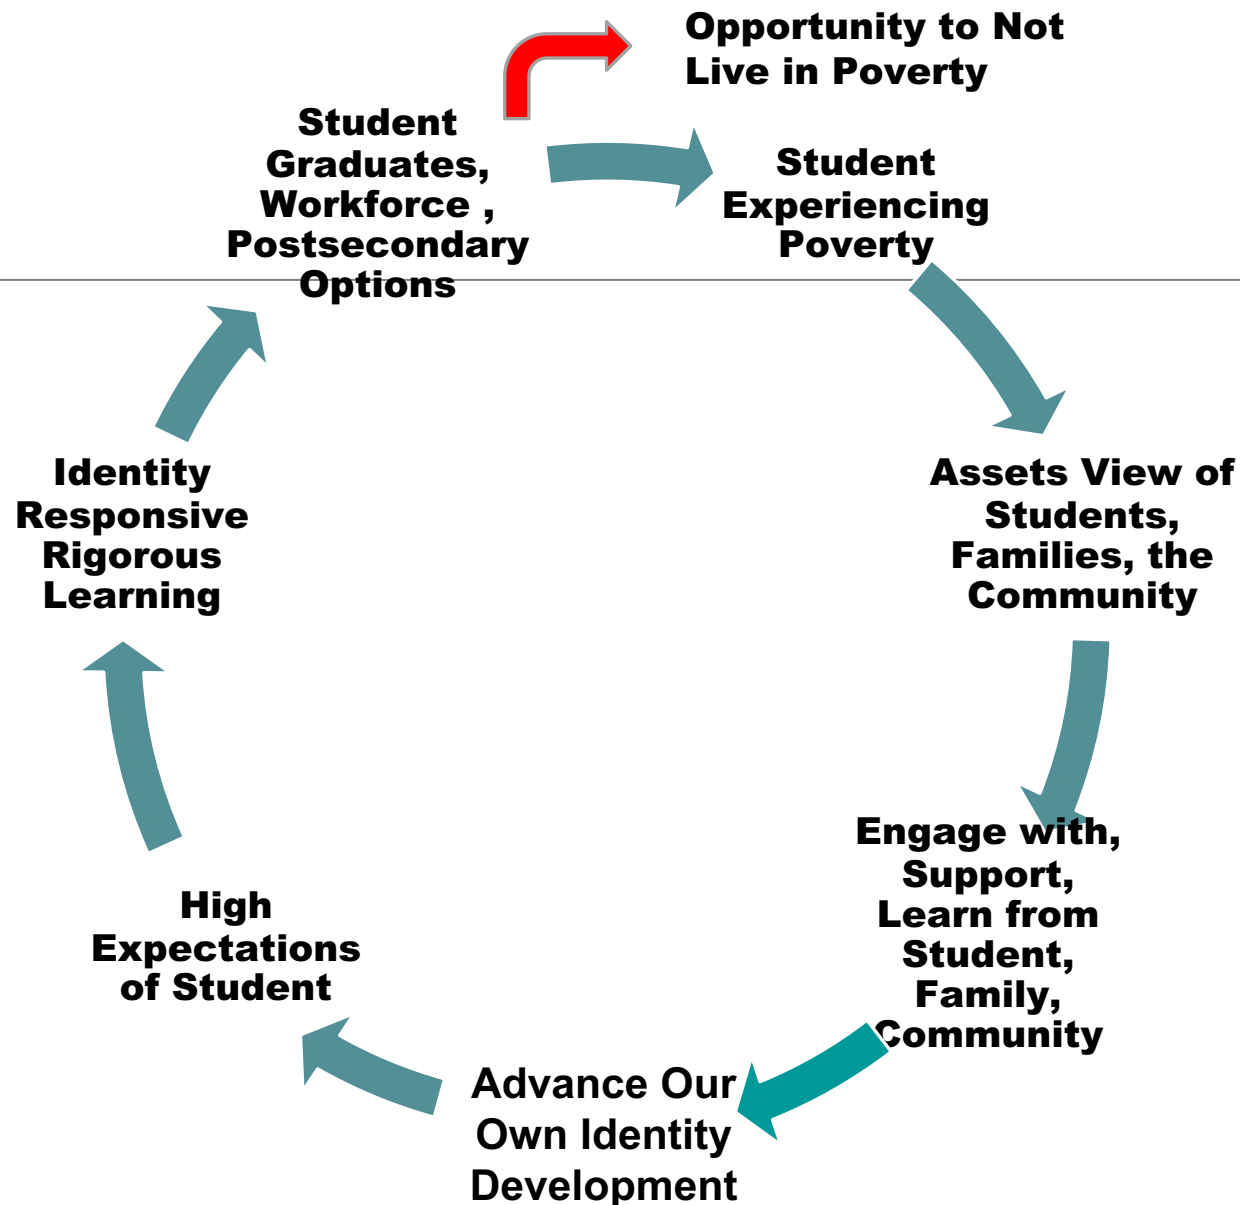 Opportunity to Not
Live in Poverty
Student
Graduates,
Workforce ,
Postsecondary
Options
Student
Experiencing
Poverty
Assets View of
Students,
Families, the
Community
Engage with,
Support,
Learn from
Student,
Family,
Community
Advance Our
Own Identity
Development
High
Expectations
of Student
Identity
Responsive
Rigorous
Learning